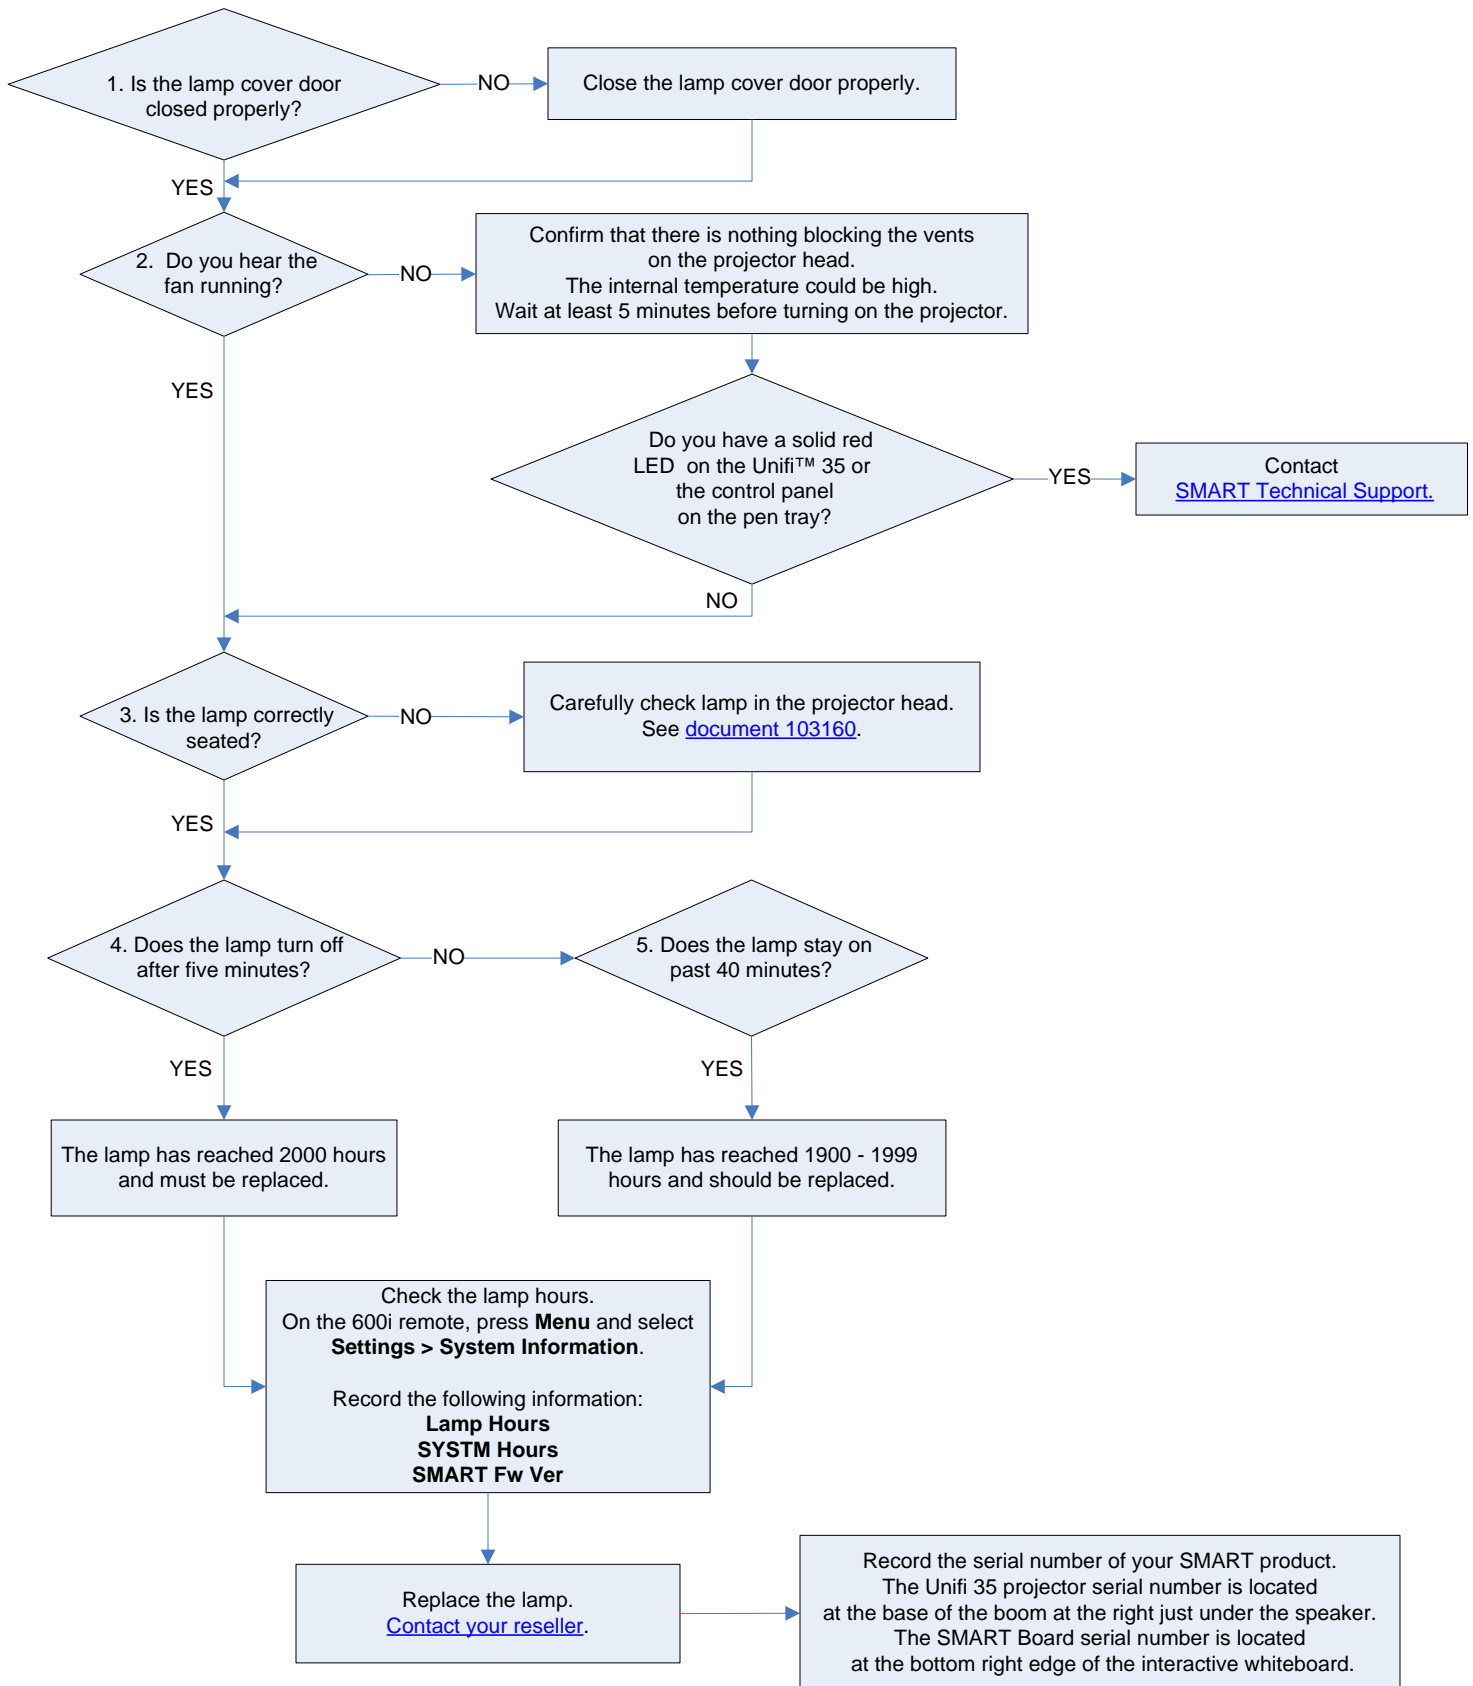 1. Is the lamp cover door
closed properly?
NO
Close the lamp cover door properly.
YES
2. Do you hear the
fan running?
NO
Confirm that there is nothing blocking the vents
on the projector head.
The internal temperature could be high.
Wait at least 5 minutes before turning on the projector.
YES
Do you have a solid red
LED on the Unifi™ 35 or
the control panel
on the pen tray?
YES
Contact
SMART Technical Support.
NO
3. Is the lamp correctly
seated?
NO
Carefully check lamp in the projector head.
See document 103160.
YES
4. Does the lamp turn off
after five minutes?
NO
5. Does the lamp stay on
past 40 minutes?
YES
YES
The lamp has reached 2000 hours
and must be replaced.
The lamp has reached 1900 - 1999
hours and should be replaced.
Check the lamp hours.
On the 600i remote, press Menu and select
Settings > System Information.
Record the following information:
Lamp Hours
SYSTM Hours
SMART Fw Ver
Replace the lamp.
Contact your reseller.
Record the serial number of your SMART product.
The Unifi 35 projector serial number is located
at the base of the boom at the right just under the speaker.
The SMART Board serial number is located
at the bottom right edge of the interactive whiteboard.